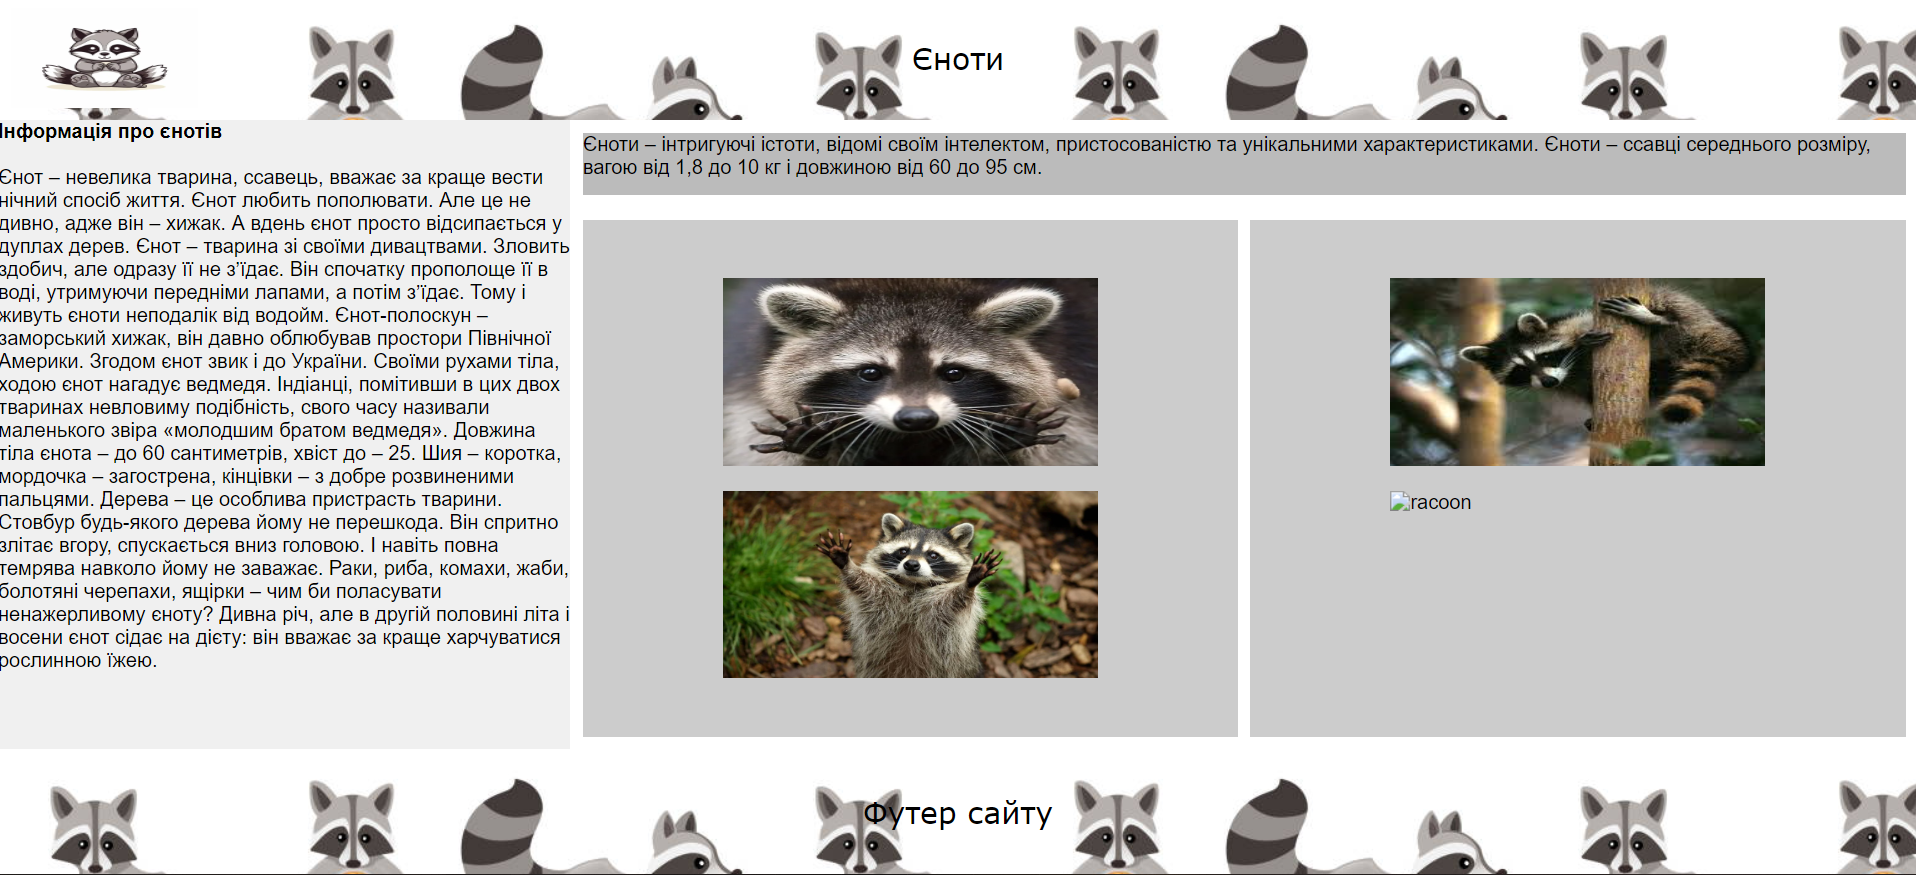 Єноти
Інформація про єнотів
Єнот – невелика тварина, ссавець, вважає за краще вести
нічний спосіб життя. Єнот любить пополювати. Але це не
дивно, адже він – хижак. А вдень єнот просто відсипається у
дуплах дерев. Єнот – тварина зі своїми дивацтвами. Зловить
здобич, але одразу її не з’їдає. Він спочатку прополоще її в
воді, утримуючи передніми лапами, а потім з’їдає. Тому і
живуть єноти неподалік від водойм. Єнот-полоскун –
заморський хижак, він давно облюбував простори Північної
Америки. Згодом єнот звик і до України. Своїми рухами тіла,
ходою єнот нагадує ведмедя. Індіанці, помітивши в цих двох
тваринах невловиму подібність, свого часу називали
маленького звіра «молодшим братом ведмедя». Довжина
тіла єнота – до 60 сантиметрів, хвіст до – 25. Шия – коротка,
мордочка – загострена, кінцівки – з добре розвиненими
пальцями. Дерева – це особлива пристрасть тварини.
Стовбур будь-якого дерева йому не перешкода. Він спритно
злітає вгору, спускається вниз головою. І навіть повна
темрява навколо йому не заважає. Раки, риба, комахи, жаби,
болотяні черепахи, ящірки – чим би поласувати
ненажерливому єноту? Дивна річ, але в другій половині літа і
восени єнот сідає на дієту: він вважає за краще харчуватися
рослинною їжею.
Єноти – інтригуючі істоти, відомі своїм інтелектом, пристосованістю та унікальними характеристиками. Єноти – ссавці середнього розміру,
вагою від 1,8 до 10 кг і довжиною від 60 до 95 см.
racoon
Футер сайту